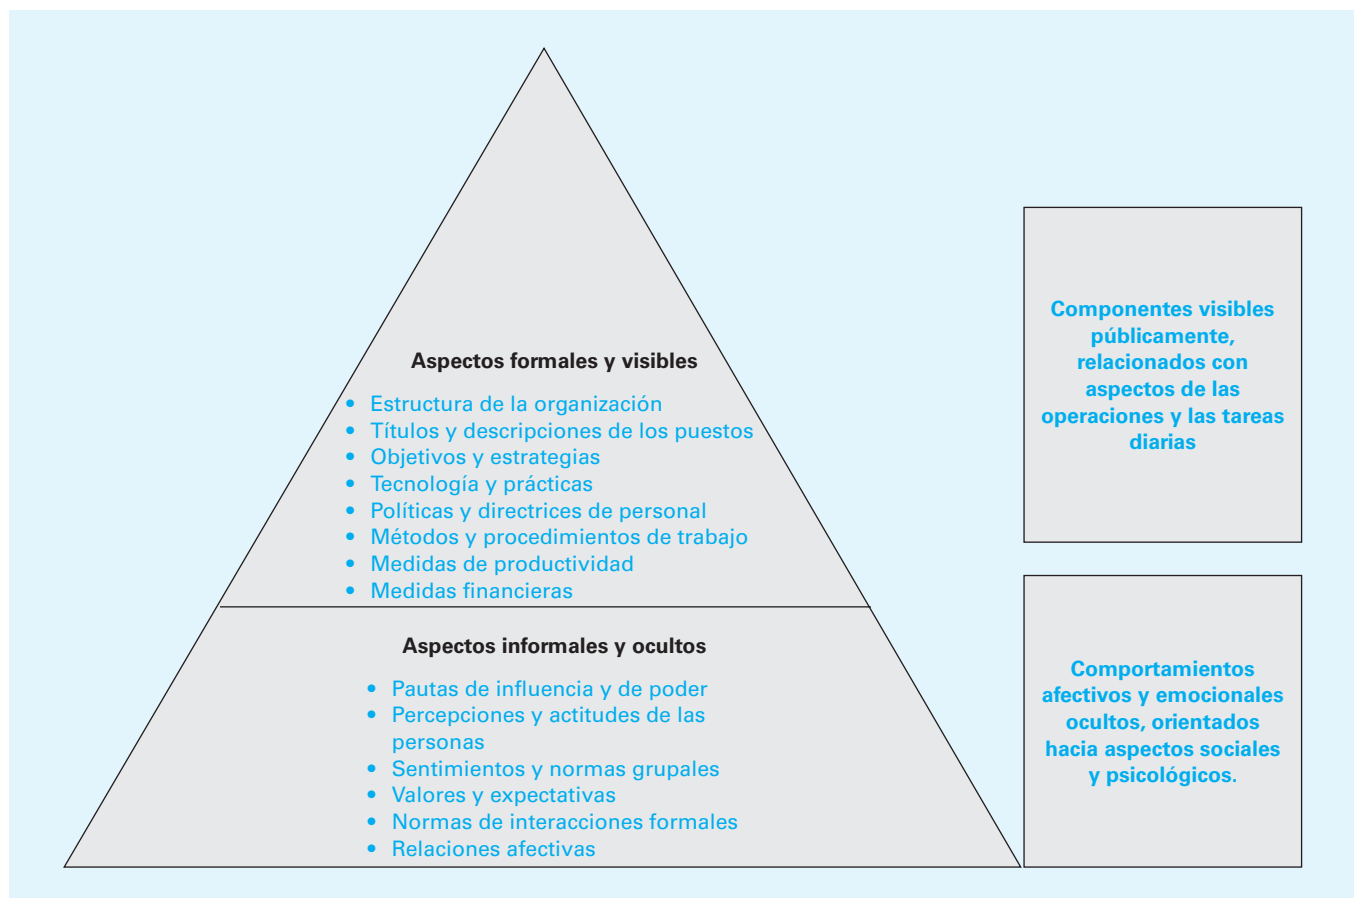 Aspectos formales y visibles
• Estructura de la organización
• Títulos y descripciones de los puestos
• Objetivos y estrategias
• Tecnología y prácticas
• Políticas y directrices de personal
• Métodos y procedimientos de trabajo
• Medidas de productividad
• Medidas financieras
Aspectos informales y ocultos
• Pautas de influencia y de poder
• Percepciones y actitudes de las
personas
• Sentimientos y normas grupales
• Valores y expectativas
• Normas de interacciones formales
• Relaciones afectivas
Componentes visibles
públicamente,
relacionados con
aspectos de las
operaciones y las tareas
diarias
Comportamientos
afectivos y emocionales
ocultos, orientados
hacia aspectos sociales
y psicológicos.